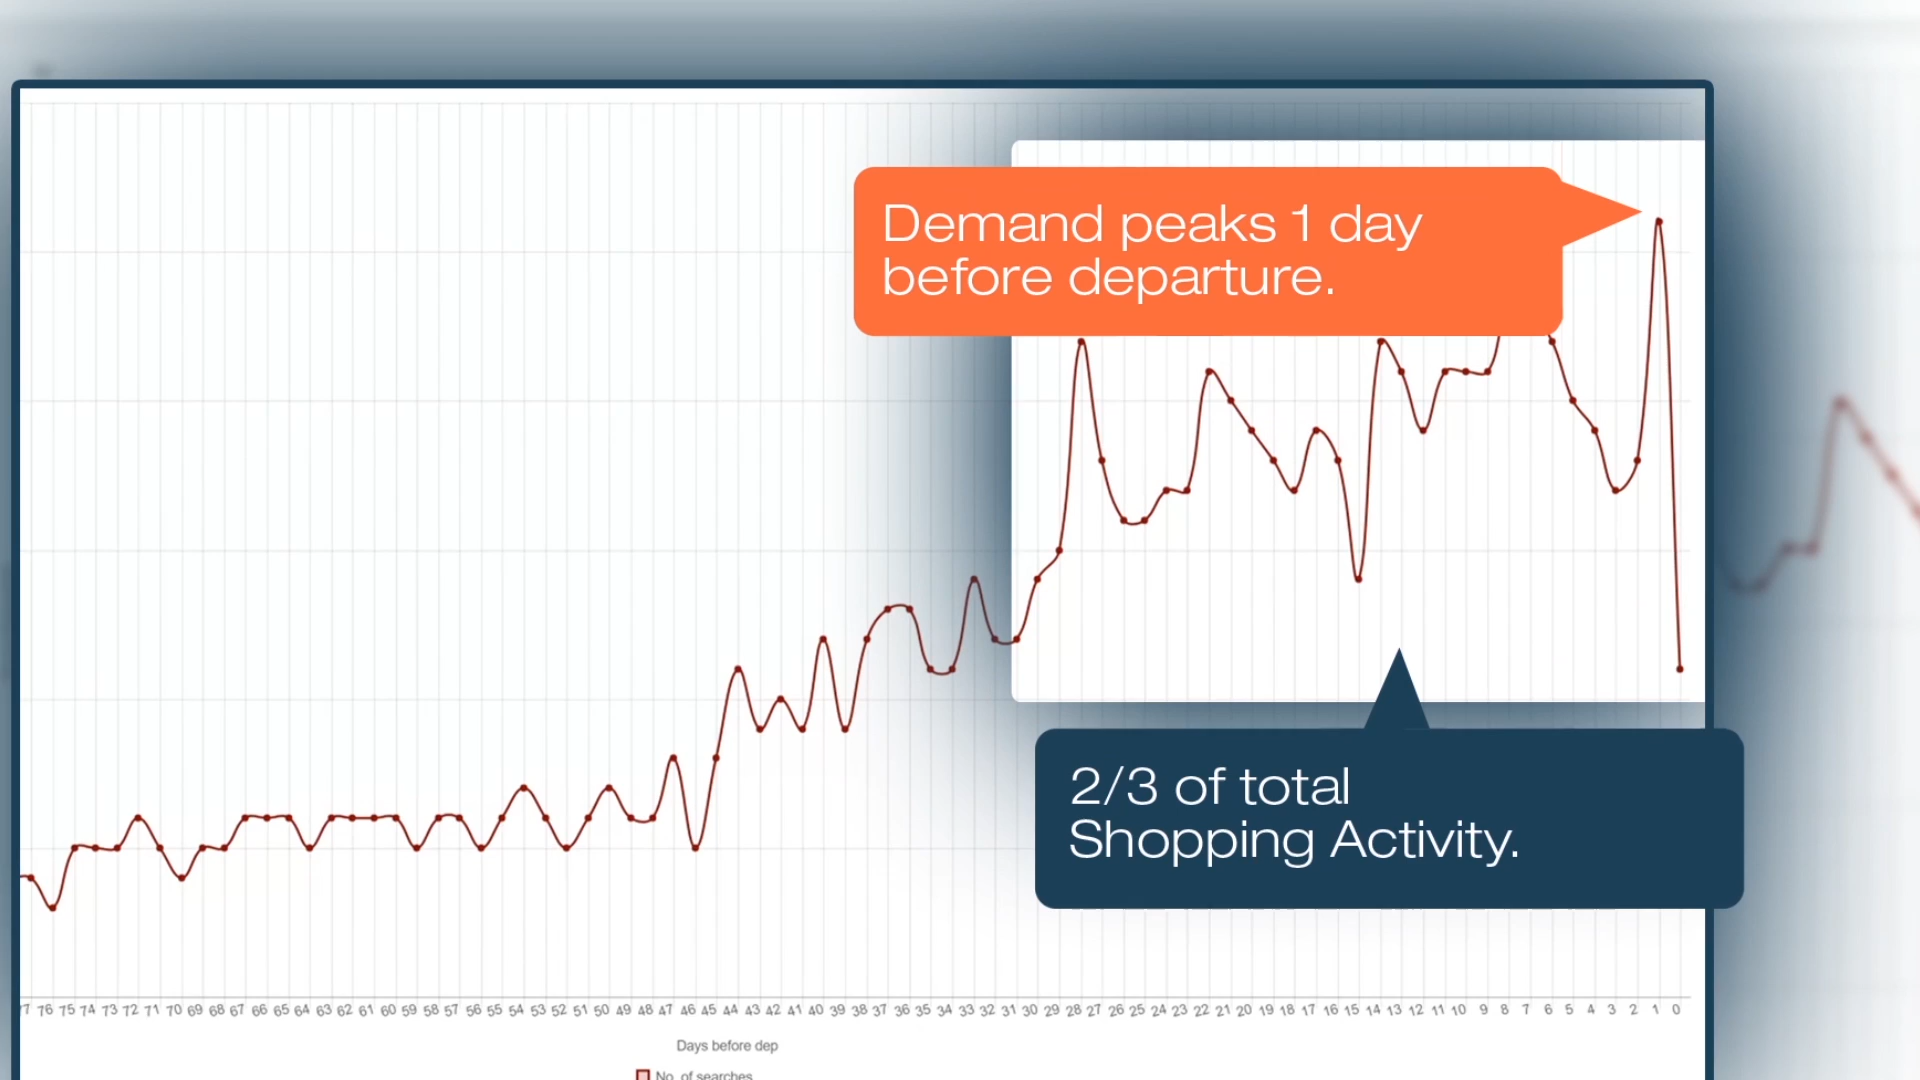 Demand peaks 1 day
before departure.
2/3 of total
Shopping Activity.
76 75 74 73 72 71 70 69 68 67 66 65 64 63 62 61 60 59 58 57 56 55 54 53 52 51 50 49 48 47 46 45 44 43 42 41 40 39 38 37 36 35 34 33 32 31 30 29 28 27 26 25 24 23 22 21 20 19 18 17 16 15 14 13 12 11 10 9 8 7 6 5 4 3 2 1 0
Days before dep
No. of searches